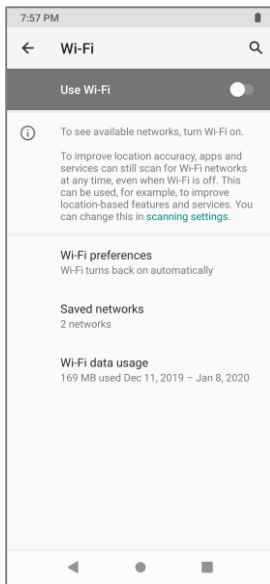 7:57 PM
Wi-Fi
Use Wi-Fi
To see available networks, turn Wi-Fi on.
To improve location accuracy, apps and
services can still scan for Wi-Fi networks
at any time, even when Wi-Fi is off. This
can be used, for example, to improve
location-based features and services. You
can change this in scanning settings.
Wi-Fi preferences
Wi-Fi turns back on automatically
Saved networks
2 networks
Wi-Fi data usage
169 MB used Dec 11, 2019 – Jan 8, 2020